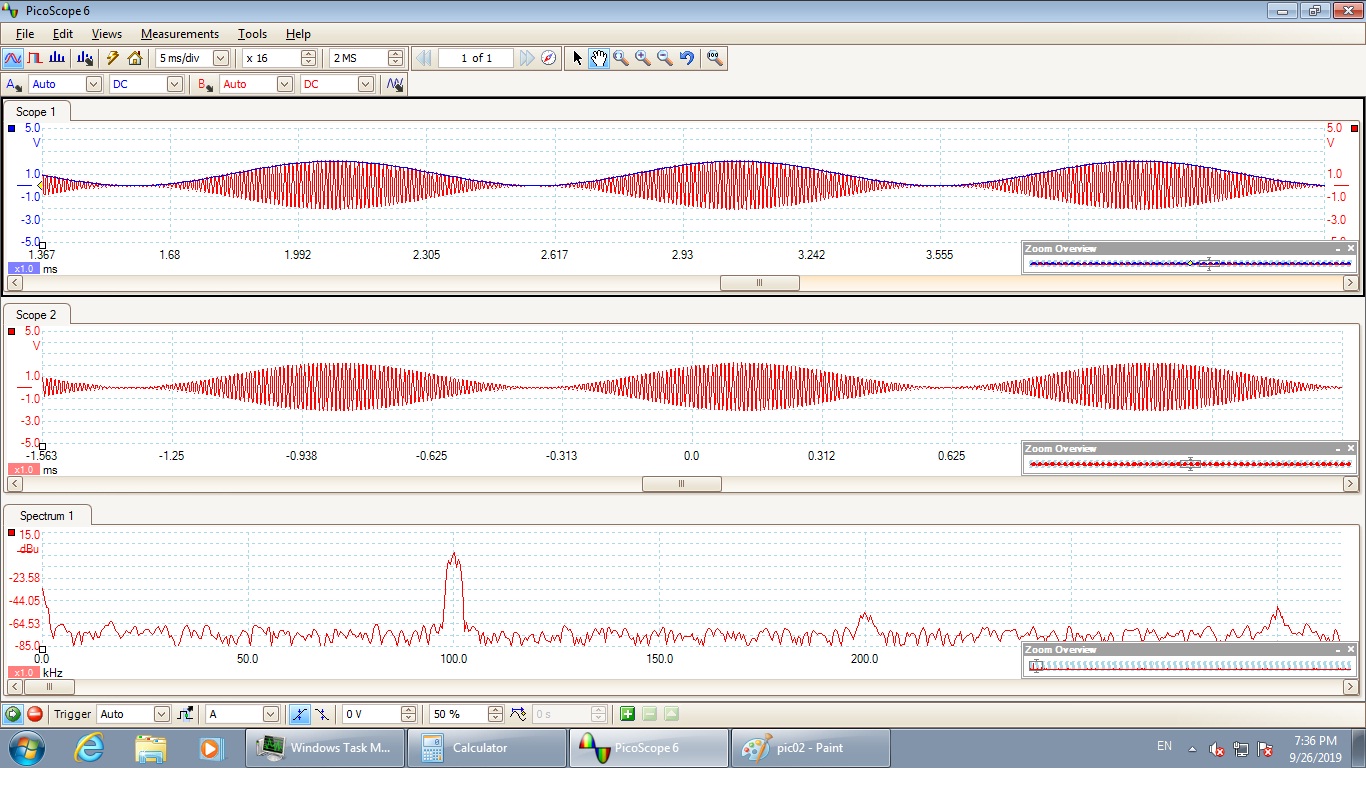 PicoScope 6
File Edit Views Measurements Tools Help
5 ms/div x 16 2 MS 1 of 1
A Auto DC B Auto DC
Scope 1
5.0 5.0
V V
1.0 1.0
-1.0 -1.0
-3.0 -3.0
-5.0
1.367 1.68 1.992 2.305 2.617 2.93 3.242 3.555
x1.0 ms
Zoom Overview
Scope 2
5.0
V
1.0
-1.0
-3.0
-5.0
-1.563 -1.25 -0.938 -0.625 -0.313 0.0 0.312 0.625
x1.0 ms
Zoom Overview
Spectrum 1
15.0
dBu
-23.58
-44.05
-64.53
-85.0
0.0 50.0 100.0 150.0 200.0
x1.0 kHz
Zoom Overview
Trigger Auto A 0 V 50 % 0 s
Windows Task M... Calculator PicoScope 6 pic02 - Paint EN 7:36 PM
9/26/2019